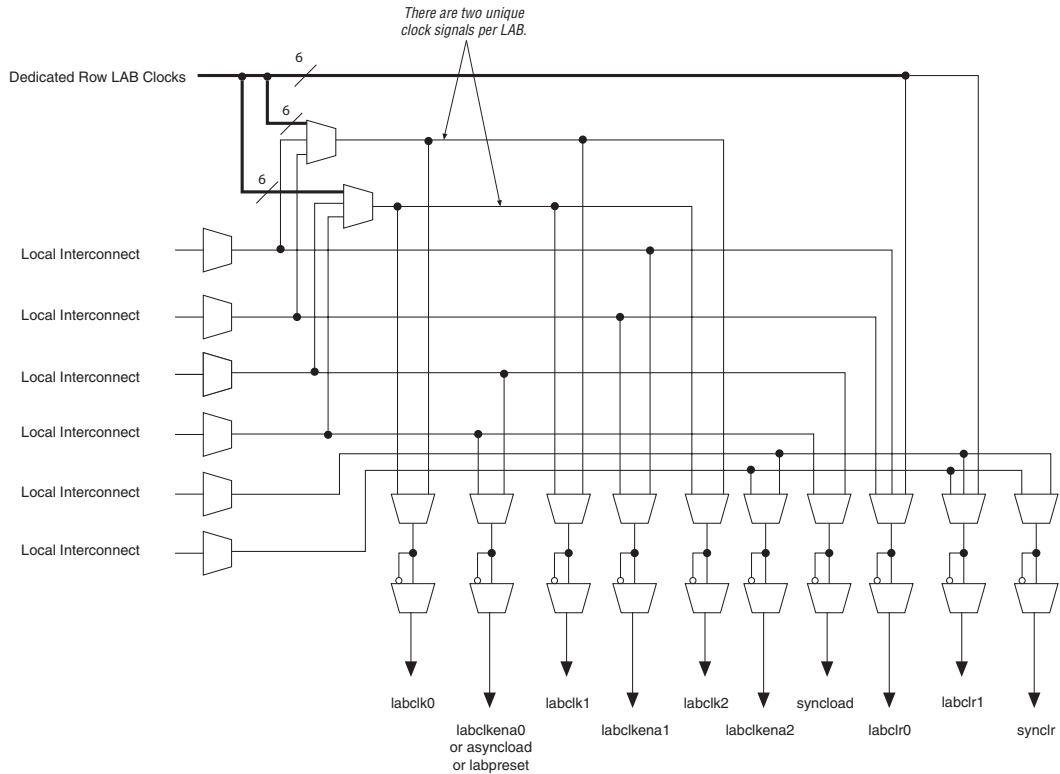 There are two unique
clock signals per LAB.
6
Dedicated Row LAB Clocks
6
6
Local Interconnect
Local Interconnect
Local Interconnect
Local Interconnect
Local Interconnect
Local Interconnect
labclk0
labclk1
labclk2
syncload
labclr1
labclkena0
or asyncload
or labpreset
labclkena1
labclkena2
labclr0
synclr